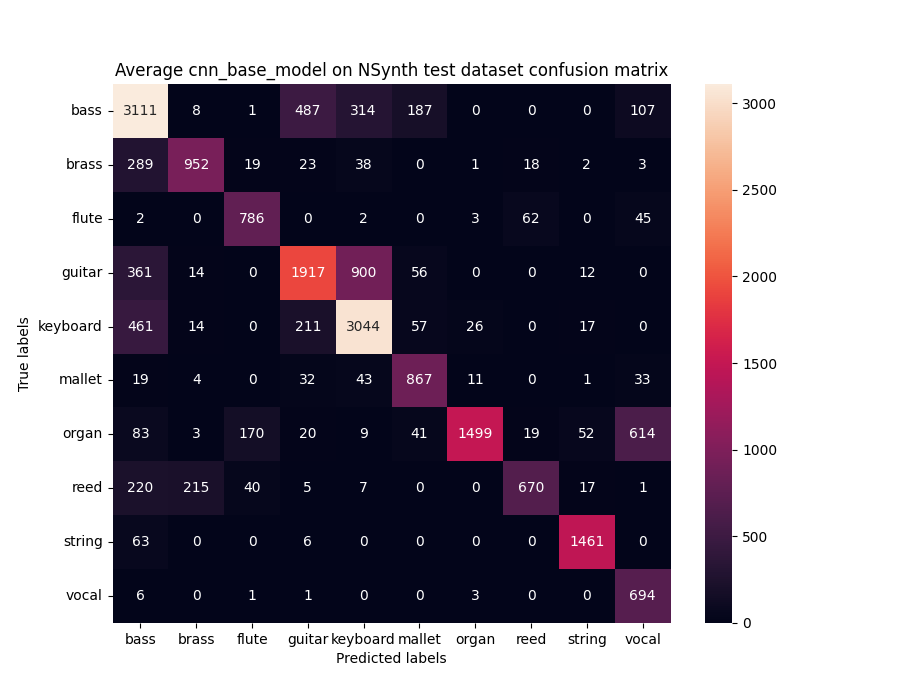 Average cnn_base_model on NSynth test dataset confusion matrix
bass 3111 8 1 487 314 187 0 0 0 107
brass 289 952 19 23 38 0 1 18 2 3
flute 2 0 786 0 2 0 3 62 0 45
guitar 361 14 0 1917 900 56 0 0 12 0
keyboard 461 14 0 211 3044 57 26 0 17 0
mallet 19 4 0 32 43 867 11 0 1 33
organ 83 3 170 20 9 41 1499 19 52 614
reed 220 215 40 5 7 0 0 670 17 1
string 63 0 0 6 0 0 0 0 1461 0
vocal 6 0 1 1 0 0 3 0 0 694
bass brass flute guitar keyboard mallet organ reed string vocal
Predicted labels
True labels
3000
2500
2000
1500
1000
500
0